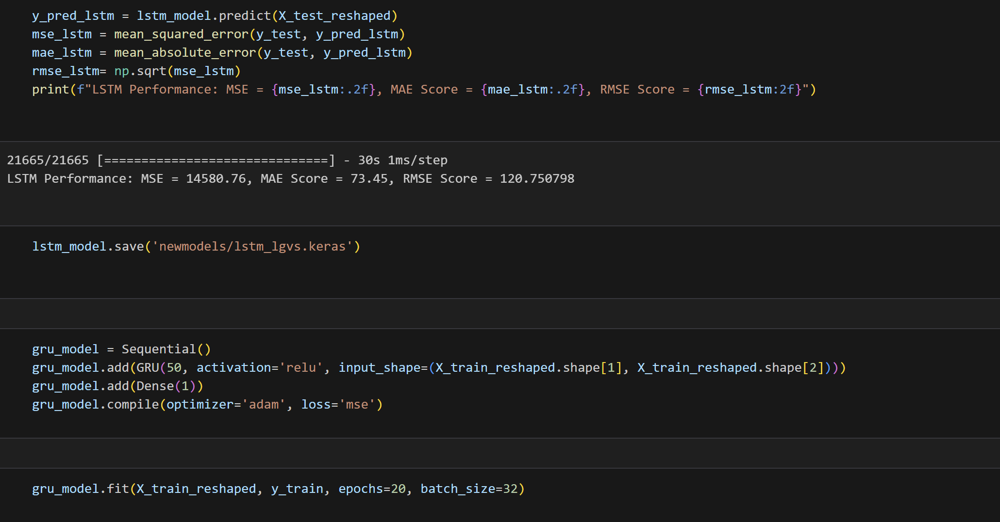 y_pred_lstm = lstm_model.predict(X_test_reshaped)
mse_lstm = mean_squared_error(y_test, y_pred_lstm)
mae_lstm = mean_absolute_error(y_test, y_pred_lstm)
rmse_lstm= np.sqrt(mse_lstm)
print(f"LSTM Performance: MSE = {mse_lstm:.2f}, MAE Score = {mae_lstm:.2f}, RMSE Score = {rmse_lstm:2f}")
21665/21665 [==============================] - 30s 1ms/step
LSTM Performance: MSE = 14580.76, MAE Score = 73.45, RMSE Score = 120.750798
lstm_model.save('newmodels/lstm_lgvs.keras')
gru_model = Sequential()
gru_model.add(GRU(50, activation='relu', input_shape=(X_train_reshaped.shape[1], X_train_reshaped.shape[2])))
gru_model.add(Dense(1))
gru_model.compile(optimizer='adam', loss='mse')
gru_model.fit(X_train_reshaped, y_train, epochs=20, batch_size=32)